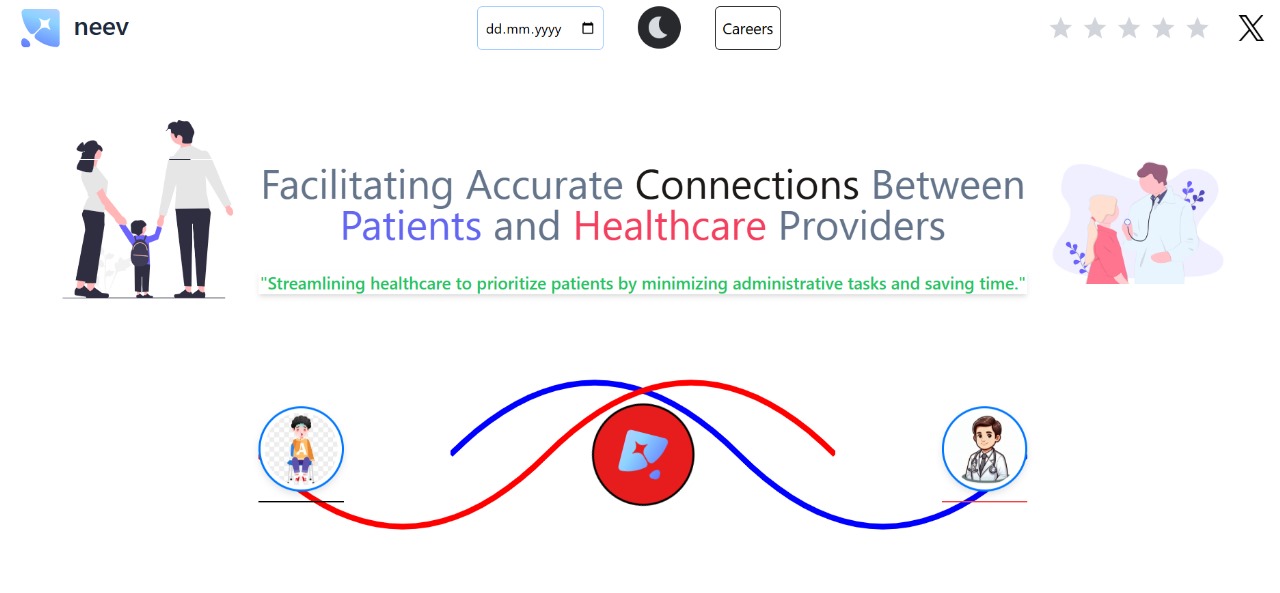 neev
dd.mm.yyyy
Careers
Facilitating Accurate Connections Between
Patients and Healthcare Providers
"Streamlining healthcare to prioritize patients by minimizing administrative tasks and saving time."